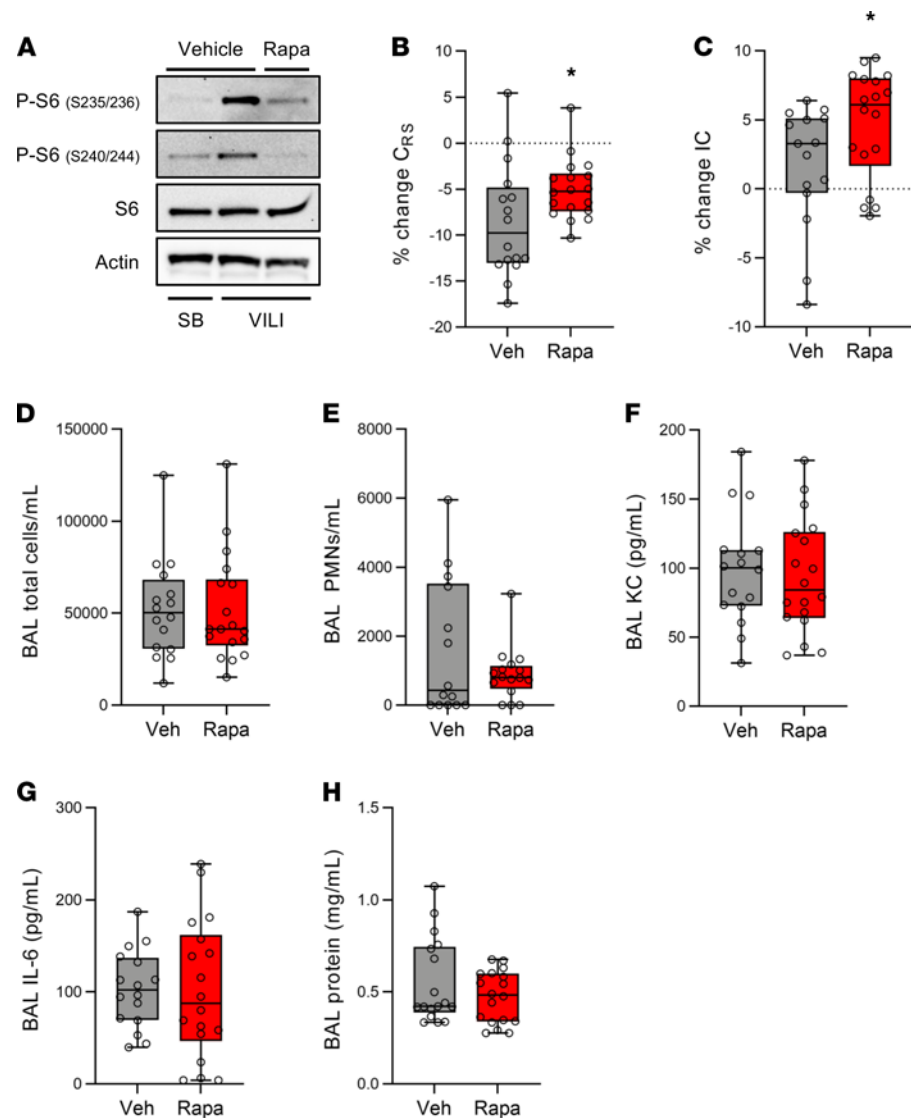 A
Vehicle Rapa
P-S6 (S235/236)
P-S6 (S240/244)
S6
Actin
SB VILI
B
*
% change CRS
10
5
0
-5
-10
-15
-20
Veh Rapa
C
*
% change IC
10
5
0
5
-10
Veh Rapa
D
BAL total cells/mL
150000
100000
50000
0
Veh Rapa
E
BAL PMNs/mL
8000
6000
4000
2000
0
Veh Rapa
F
BAL KC (pg/mL)
200
150
100
50
0
Veh Rapa
G
BAL IL-6 (pg/mL)
300
200
100
0
Veh Rapa
H
BAL protein (mg/mL)
1.5
1.0
0.5
0.0
Veh Rapa